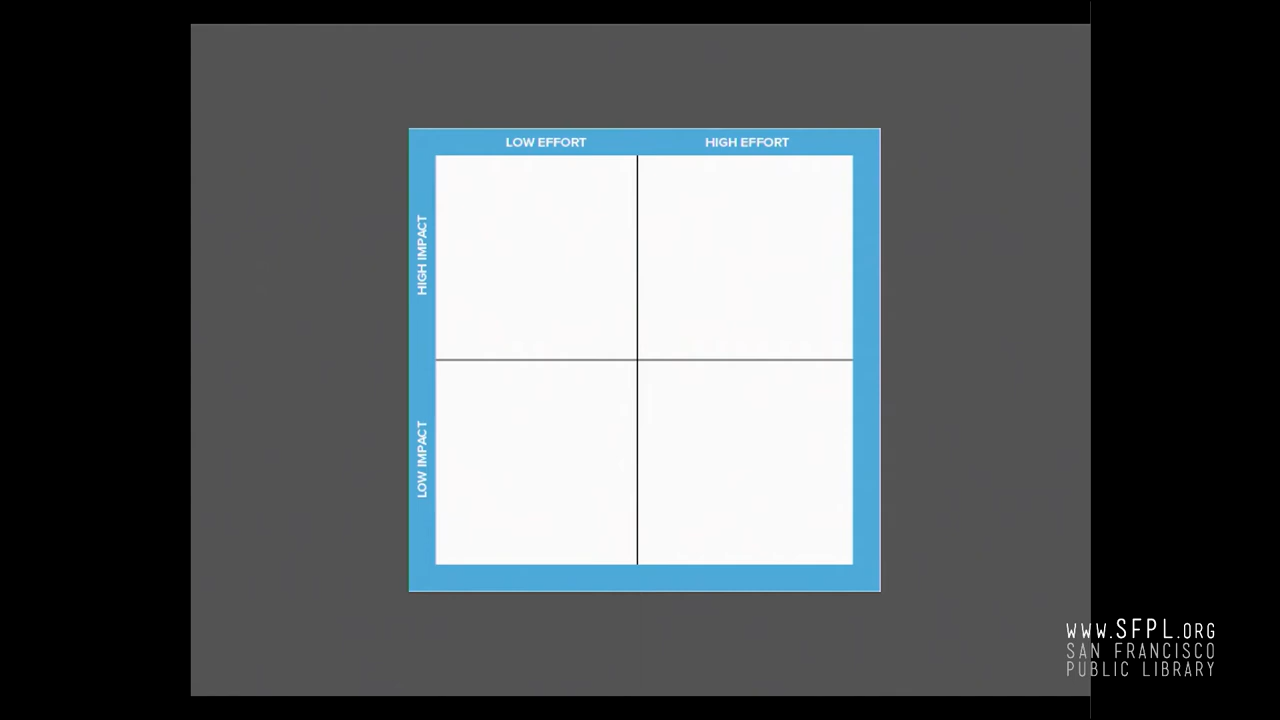 LOW EFFORT
HIGH EFFORT
HIGH IMPACT
LOW IMPACT
www.SFPL.ORG
SAN FRANCISCO
PUBLIC LIBRARY